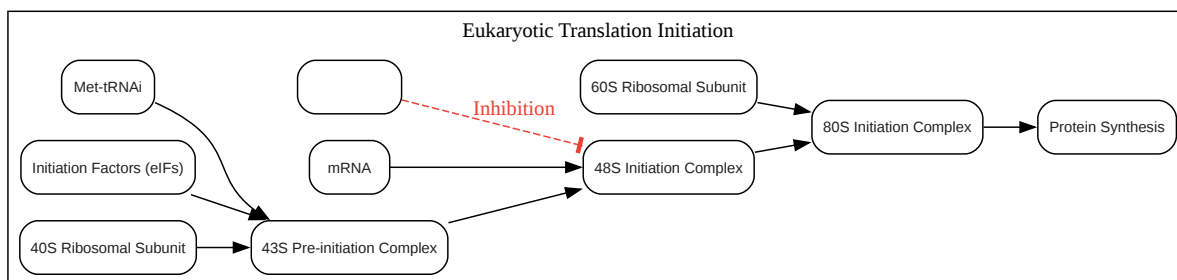 Eukaryotic Translation Initiation
Met-tRNAi
60S Ribosomal Subunit
Inhibition
80S Initiation Complex
Protein Synthesis
Initiation Factors (eIFs)
mRNA
48S Initiation Complex
40S Ribosomal Subunit
43S Pre-initiation Complex